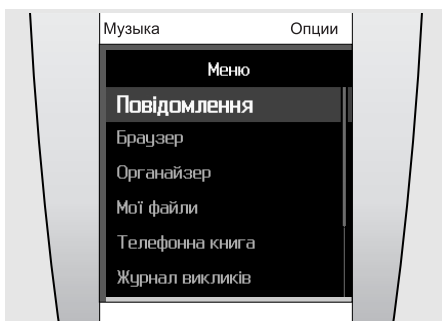 Музыка Опции
Меню
Повідомлення
Браузер
Органайзер
Мої файли
Телефонна книга
Журнал викликів